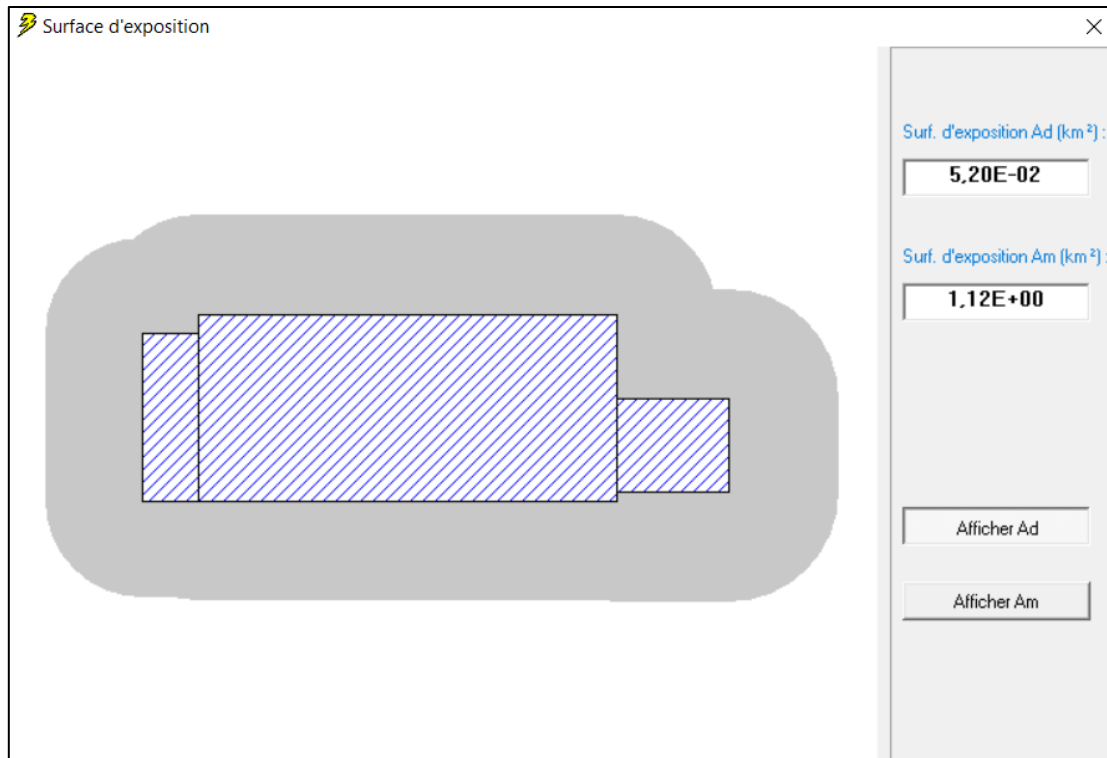 Surface d'exposition
Surf. d'exposition Ad (km²) :
5,20E-02
Surf. d'exposition Am (km²) :
1,12E+00
Afficher Ad
Afficher Am